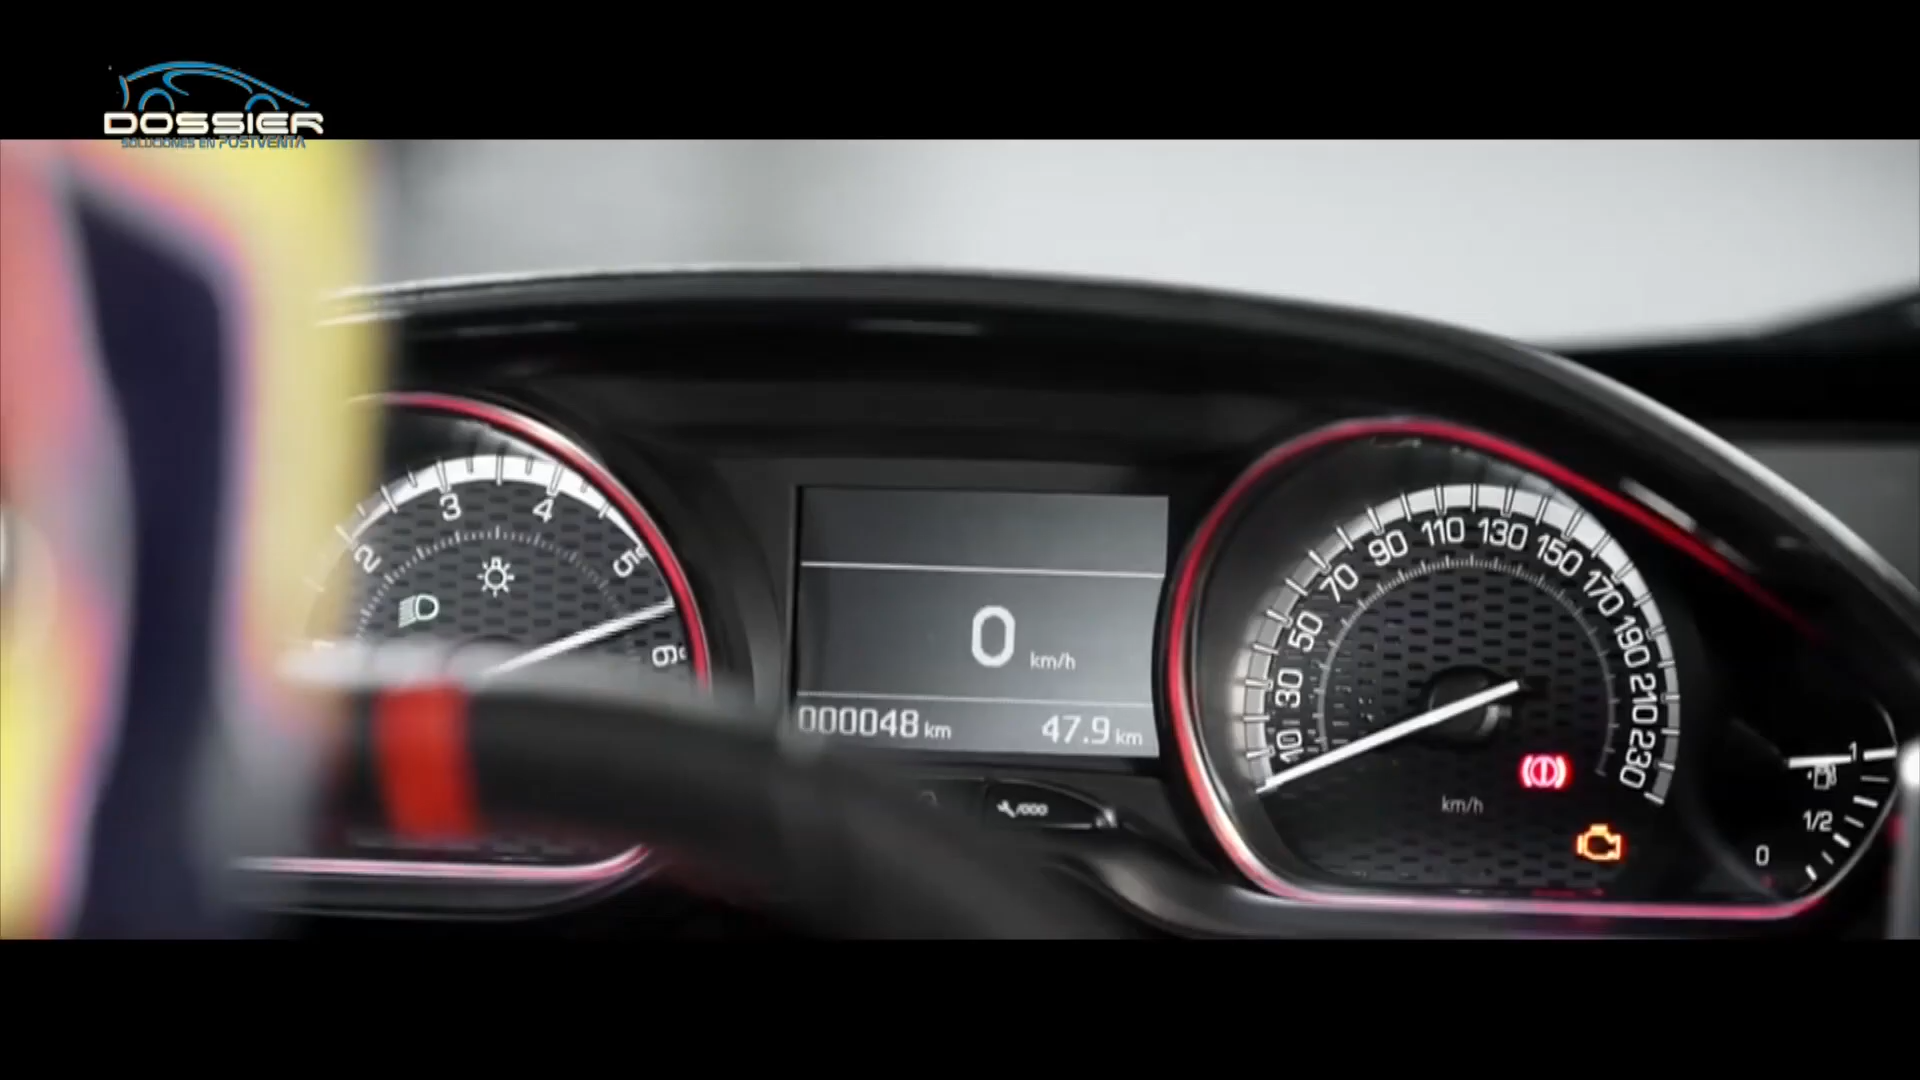 DOSSIER
SOLUCIONES EN POSTVENTA
2 3 4 5 6
0 km/h
000048 km 47.9 km
/000
10 30 50 70 90 110 130 150 170 190 210 230
km/h
1
1/2
0